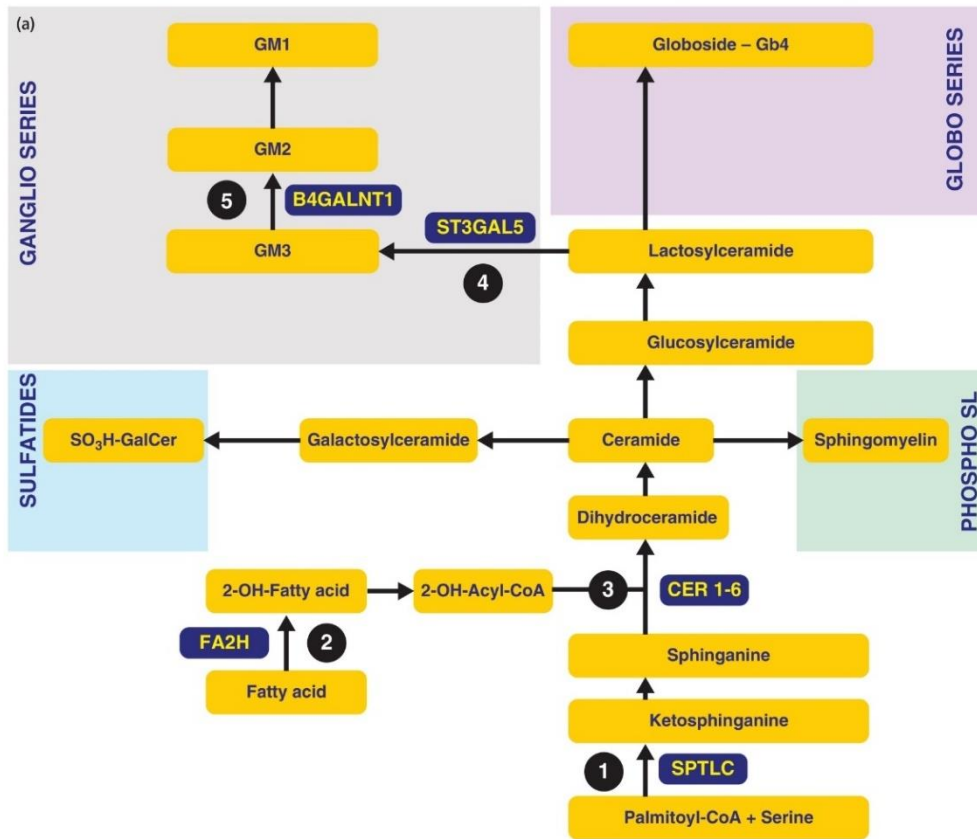 (a)
GANGLIO SERIES
GM1
GM2
5
B4GALNT1
GM3
ST3GAL5
4
GLOBO SERIES
Globoside – Gb4
Lactosylceramide
Glucosylceramide
SULFATIDES
SO3H-GalCer
Galactosylceramide
Ceramide
Sphingomyelin
PHOSPHO SL
Dihydroceramide
2-OH-Fatty acid
2-OH-Acyl-CoA
3
CER 1-6
FA2H
2
Fatty acid
Sphinganine
Ketosphinganine
1
SPTLC
Palmitoyl-CoA + Serine